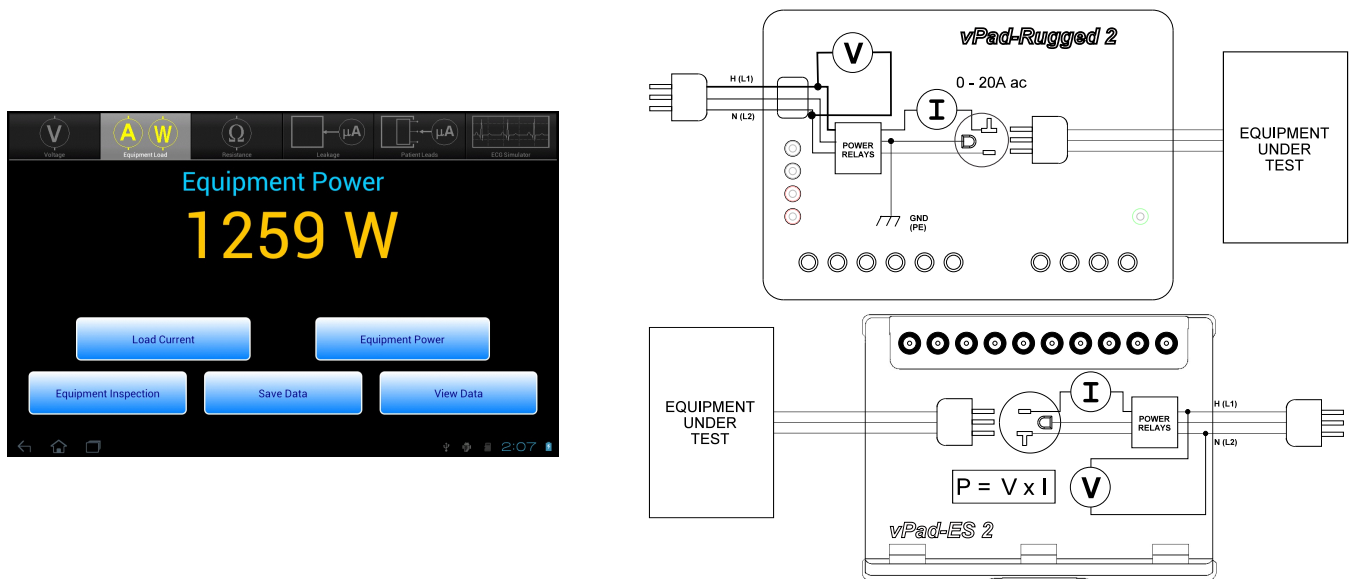 V
A
W
Ω
µA
µA
Voltage
Equipment Load
Resistance
Leakage
Patient Leads
ECG Simulator
Equipment Power
1259 W
Load Current
Equipment Power
Equipment Inspection
Save Data
View Data
2:07
vPad-Rugged 2
V
H (L1)
N (L2)
0 - 20A ac
I
POWER
RELAYS
GND
(PE)
EQUIPMENT
UNDER
TEST
EQUIPMENT
UNDER
TEST
I
POWER
RELAYS
H (L1)
N (L2)
P = V x I
V
vPad-ES 2